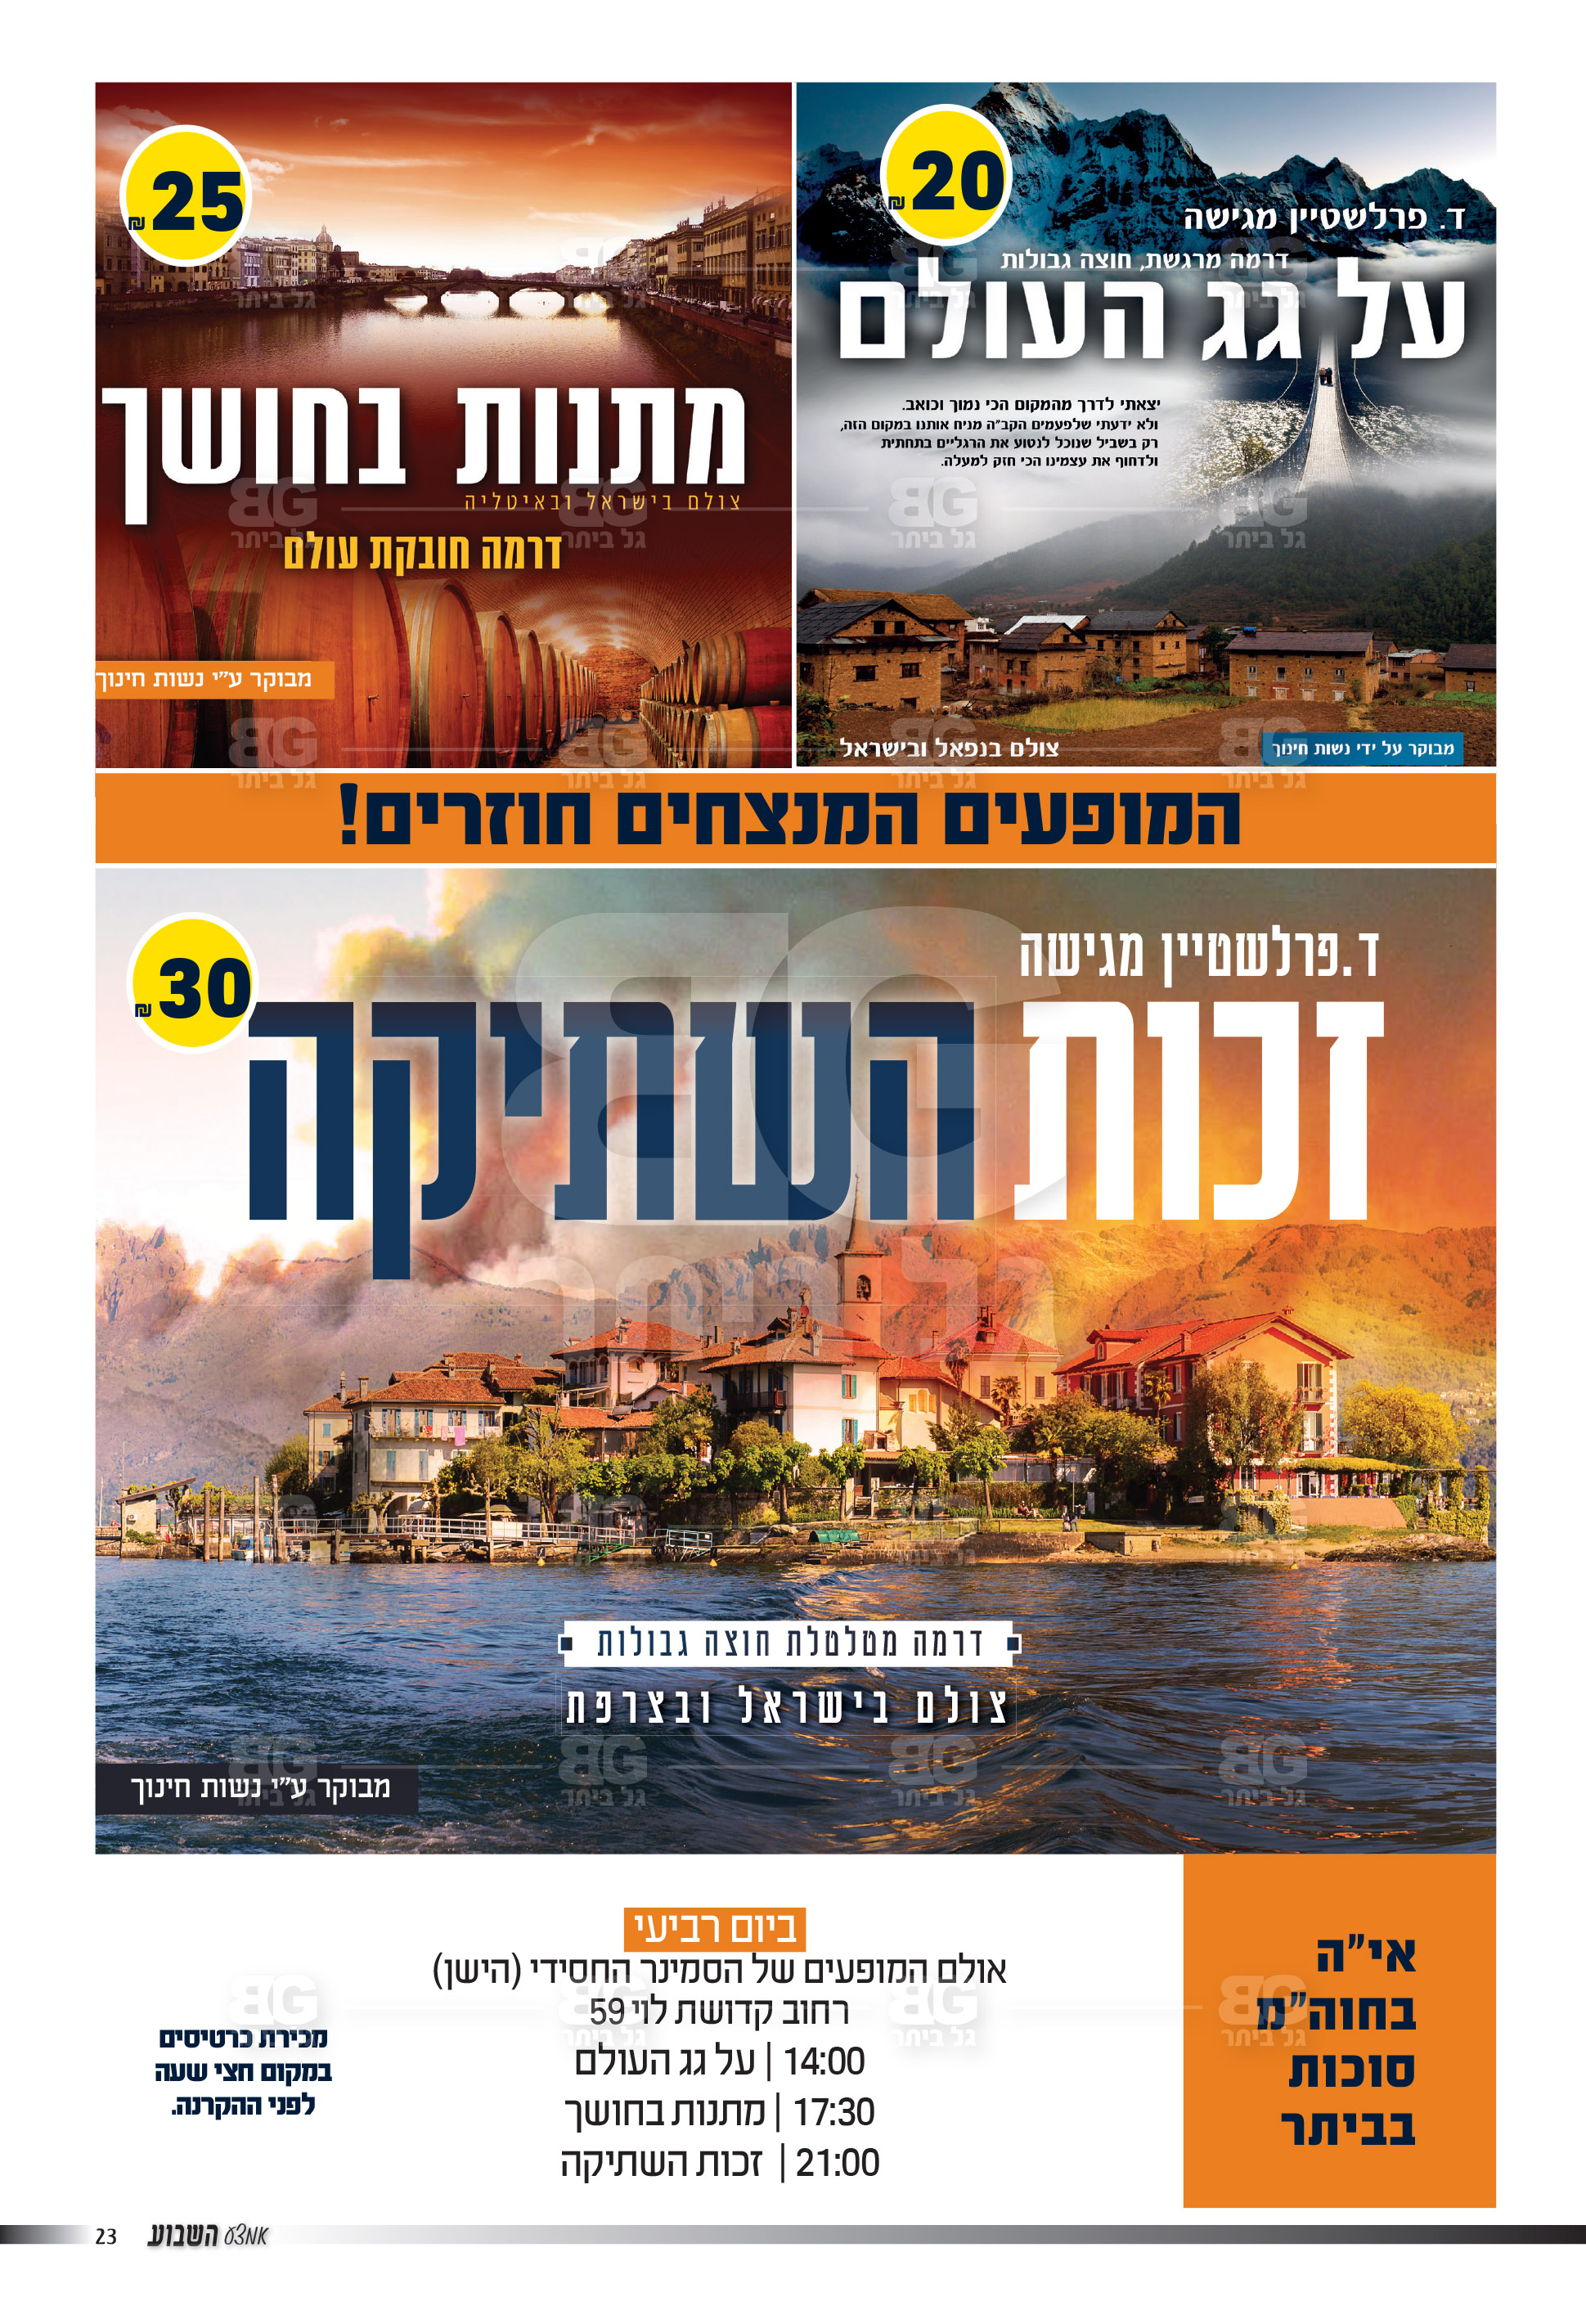 ₪ 20
ד. פרלשטיין מגישה
דרמה מרגשת, חוצה גבולות
על גג העולם
יצאתי לדרך מהמקום הכי נמוך וכואב.
ולא ידעתי שלפעמים הקב"ה מניח אותנו במקום הזה,
רק בשביל שנוכל לנטוע את הרגליים בתחתית
ולדחוף את עצמינו הכי חזק למעלה.
צולם בנפאל ובישראל
מבוקר על ידי נשות חינוך
₪ 25
מתנות בחושך
צולם בישראל ובאיטליה
דרמה חובקת עולם
מבוקר ע"י נשות חינוך
המופעים המנצחים חוזרים!
₪ 30
ד.פרלשטיין מגישה
זכות השתיקה
דרמה מטלטלת חוצה גבולות
צולם בישראל ובצרפת
מבוקר ע"י נשות חינוך
BG
גל ביתר
אי"ה
בחוה"מ
סוכות
בביתר
ביום רביעי
אולם המופעים של הסמינר החסידי (הישן)
רחוב קדושת לוי 59
14:00 | על גג העולם
17:30 | מתנות בחושך
21:00 | זכות השתיקה
מכירת כרטיסים
במקום חצי שעה
לפני ההקרנה.
אמצע השבוע 23